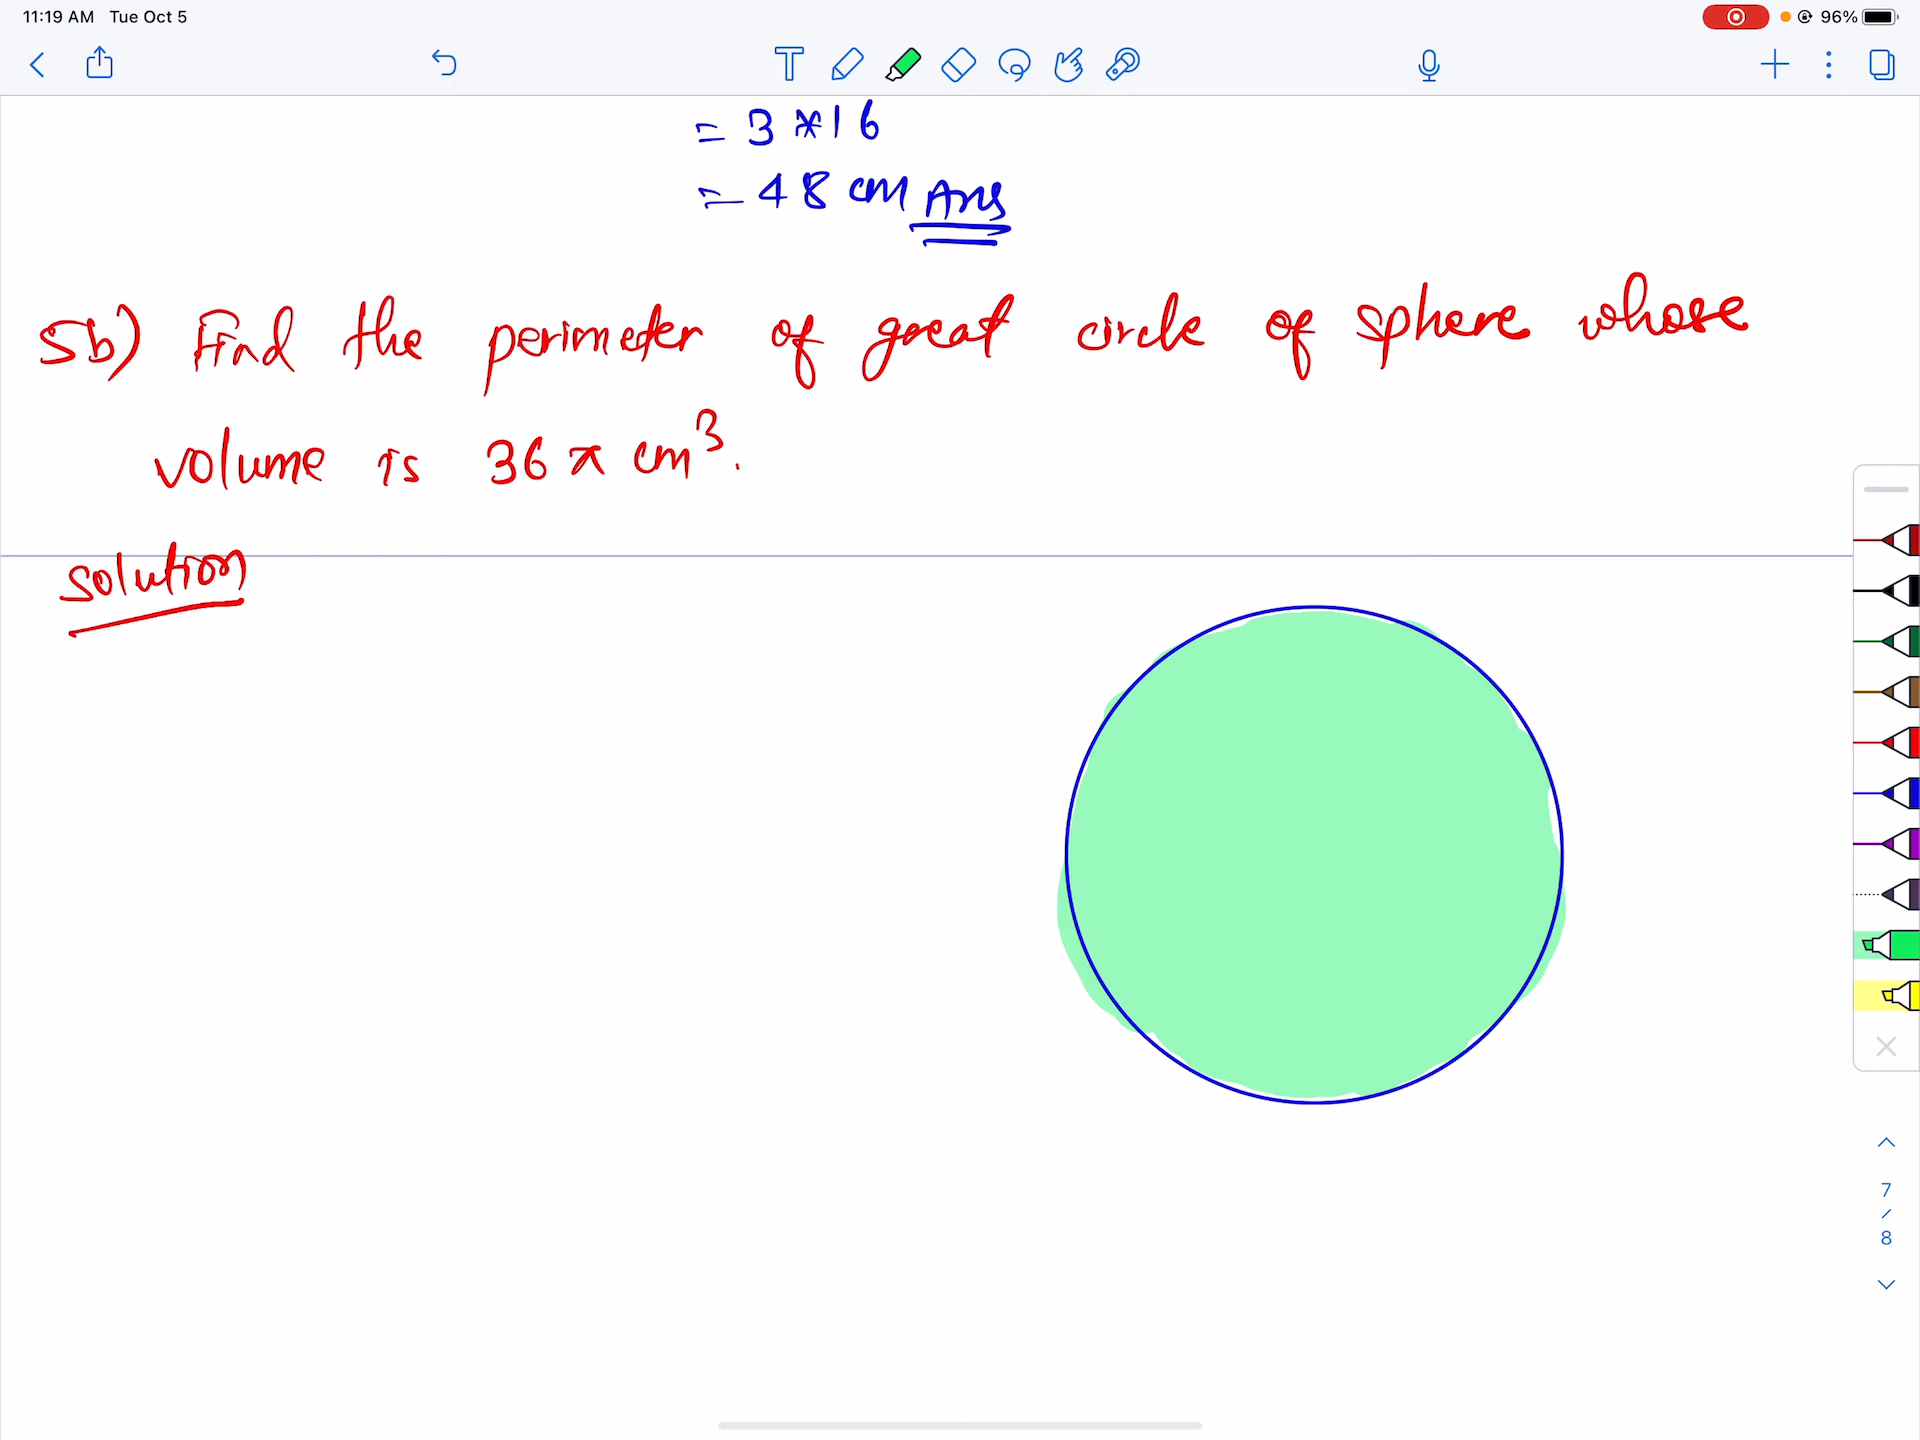 11:19 AM Tue Oct 5
96%
= 3 * 16
= 48 cm Ans
5b) Find the perimeter of great circle of sphere whose
volume is 36 π cm³.
solution
7
/
8